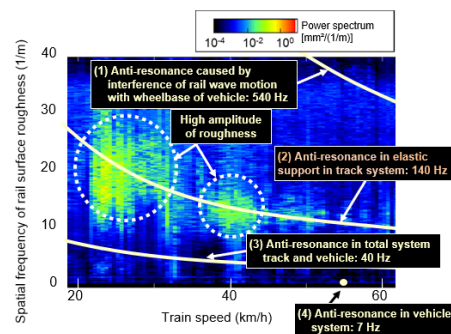 Power spectrum
[mm²/(1/m)]
10⁻⁴ 10⁻² 10⁰ 10²
Spatial frequency of rail surface roughness (1/m)
40
30
20
10
0
(1) Anti-resonance caused by
interference of rail wave motion
with wheelbase of vehicle: 540 Hz
High amplitude
of roughness
(2) Anti-resonance in elastic
support in track system: 140 Hz
(3) Anti-resonance in total system
track and vehicle: 40 Hz
20 40 60
Train speed (km/h)
(4) Anti-resonance in vehicle
system: 7 Hz